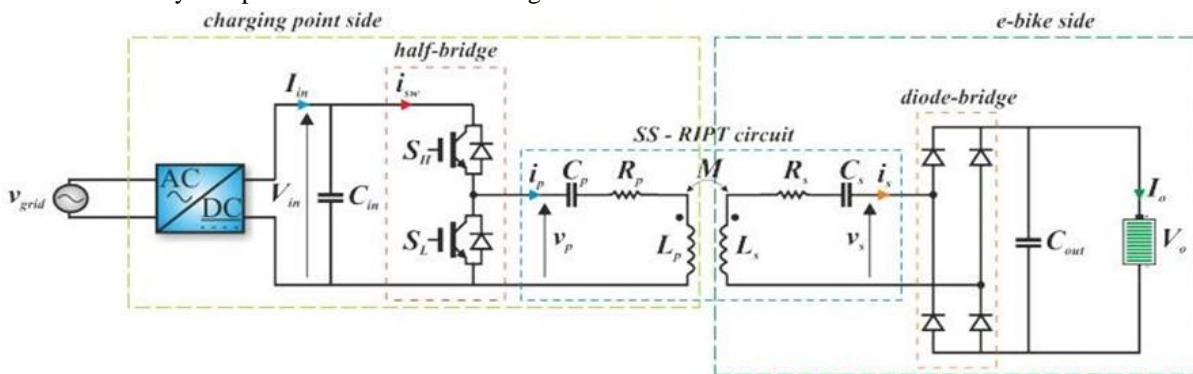 charging point side
e-bike side
half-bridge
diode-bridge
SS - RIPT circuit
I_in
i_sw
S_H
S_L
v_grid
AC
DC
V_in
C_in
i_p
C_p
R_p
M
R_s
C_s
i_s
v_p
L_p
L_s
v_s
C_out
I_o
V_o